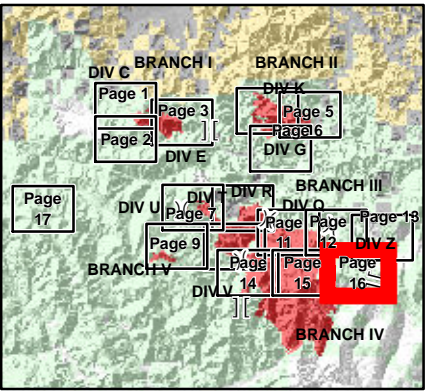 BRANCH I
BRANCH II
DIV C
DIV K
Page 1
Page 3
Page 5
Page 6
Page 2
DIV E
DIV G
BRANCH III
DIV R
Page
17
DIV U
Page 7
Page
11
Page
12
Page 13
Page 9
DIV Z
BRANCH V
Page
14
Page
15
Page
16
DIV V
BRANCH IV